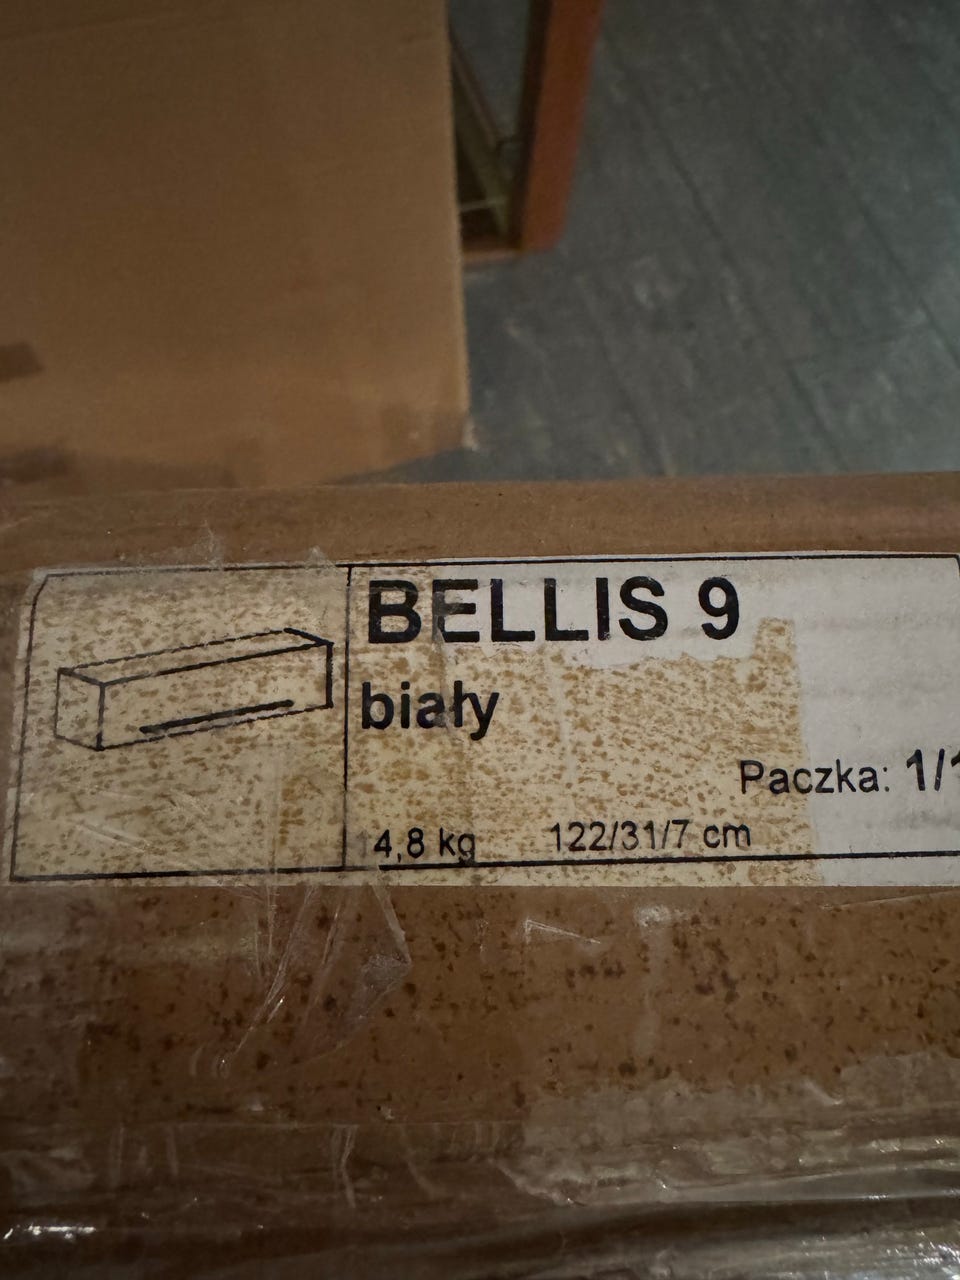 BELLIS 9
biały
Paczka: 1/1
14,8 kg 122/31/7 cm